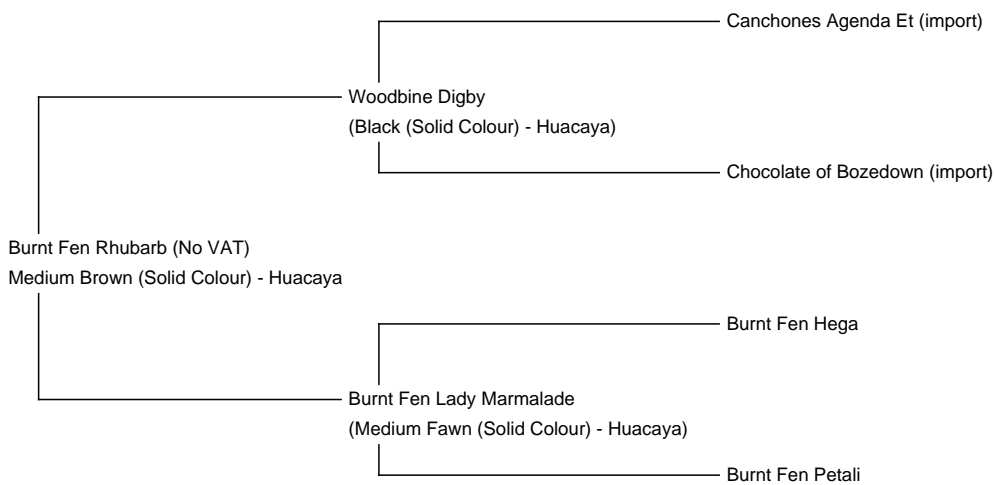 Canchones Agenda Et (import)
Woodbine Digby
(Black (Solid Colour) - Huacaya)
Chocolate of Bozedown (import)
Burnt Fen Rhubarb (No VAT)
Medium Brown (Solid Colour) - Huacaya
Burnt Fen Hega
Burnt Fen Lady Marmalade
(Medium Fawn (Solid Colour) - Huacaya)
Burnt Fen Petali